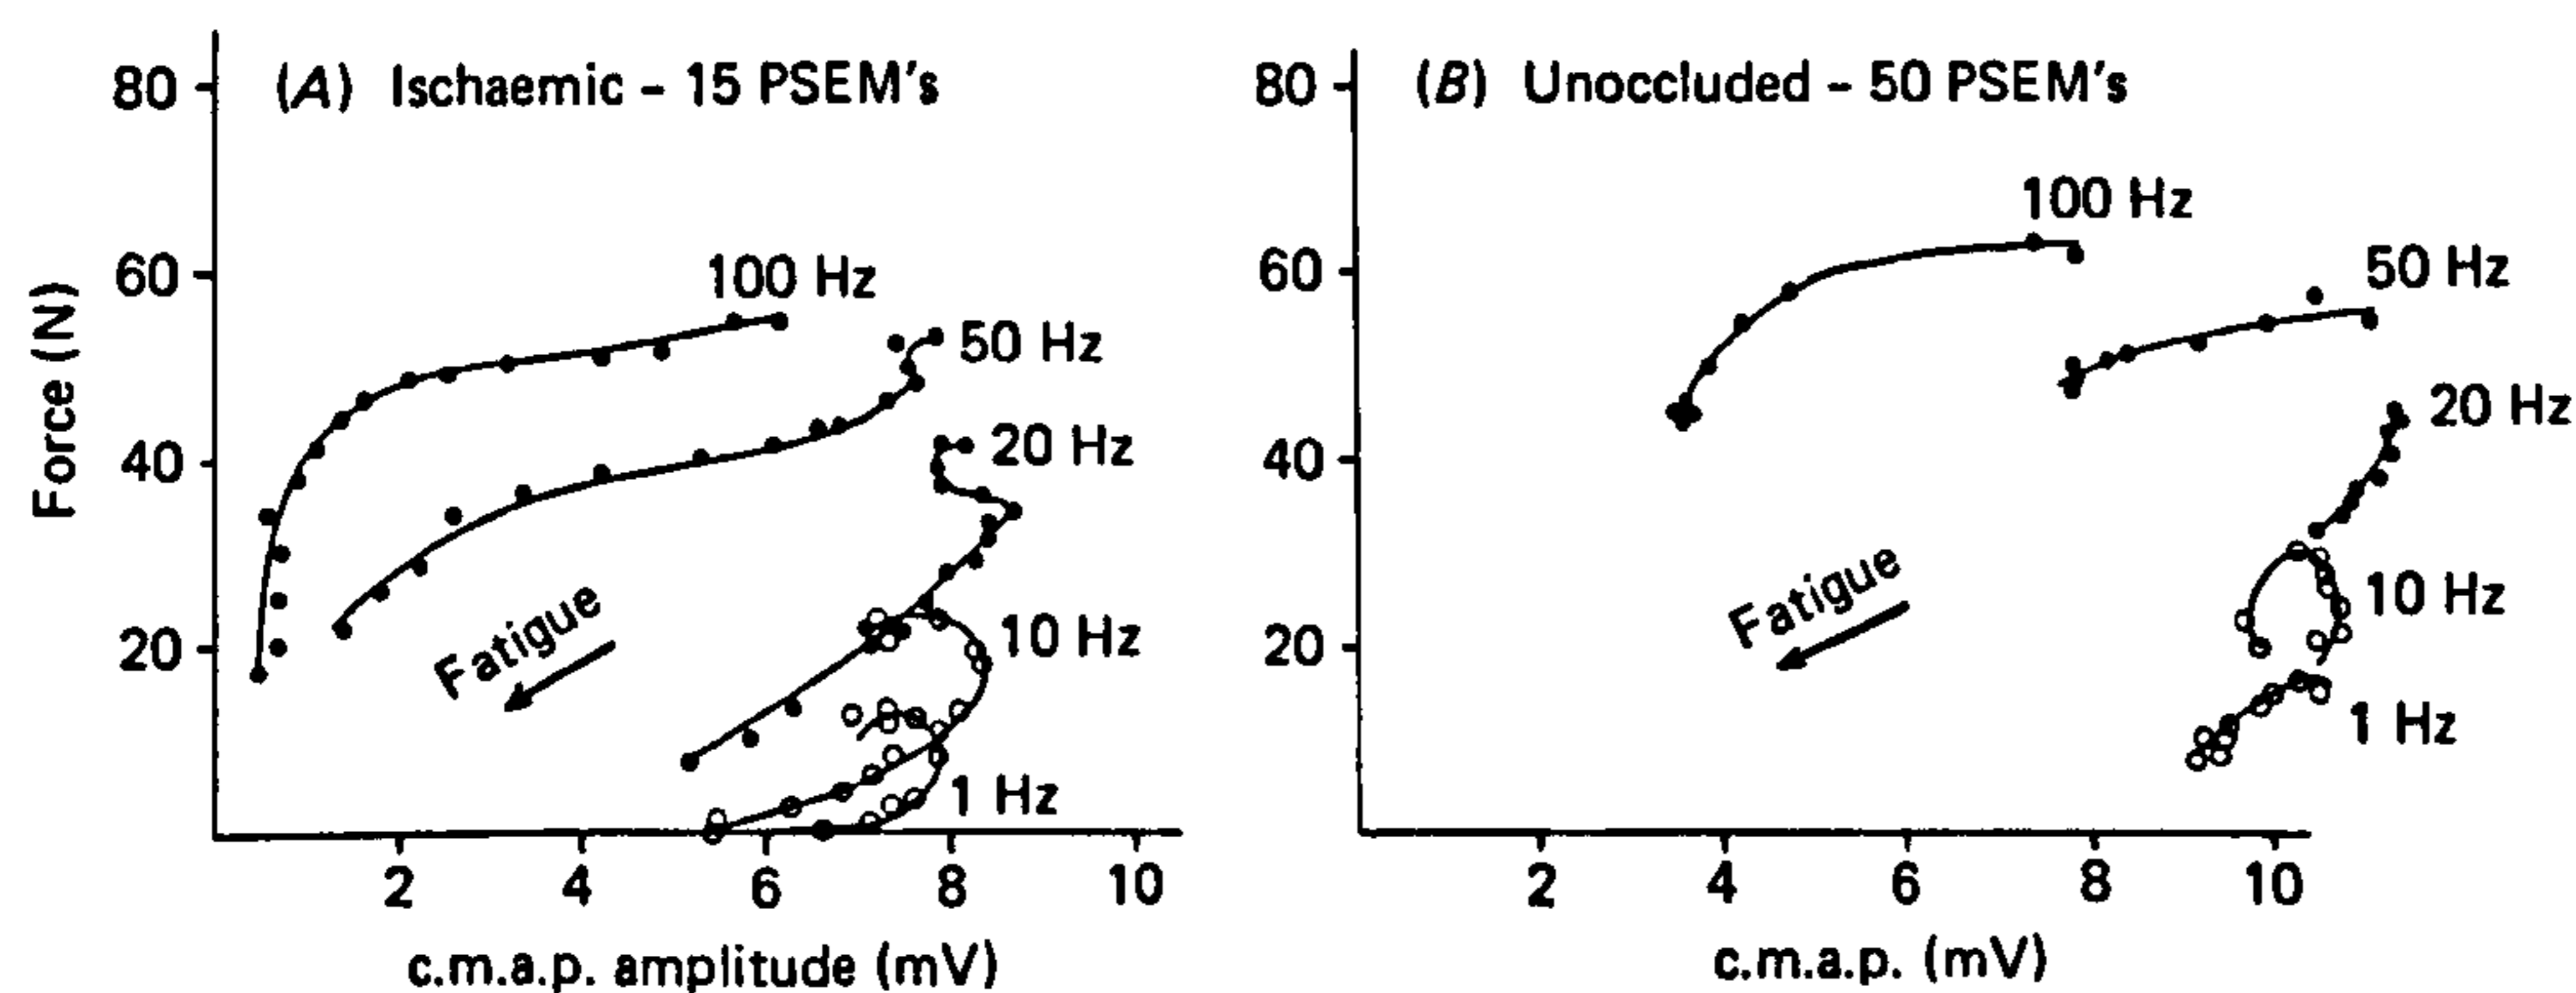 (A) Ischaemic - 15 PSEM's
80
60
40
20
Force (N)
100 Hz
50 Hz
20 Hz
10 Hz
1 Hz
Fatigue
2 4 6 8 10
c.m.a.p. amplitude (mV)
(B) Unoccluded - 50 PSEM's
80
60
40
20
100 Hz
50 Hz
20 Hz
10 Hz
1 Hz
Fatigue
2 4 6 8 10
c.m.a.p. (mV)